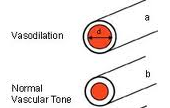 Vasodilation
d
a
Normal
Vascular Tone
b